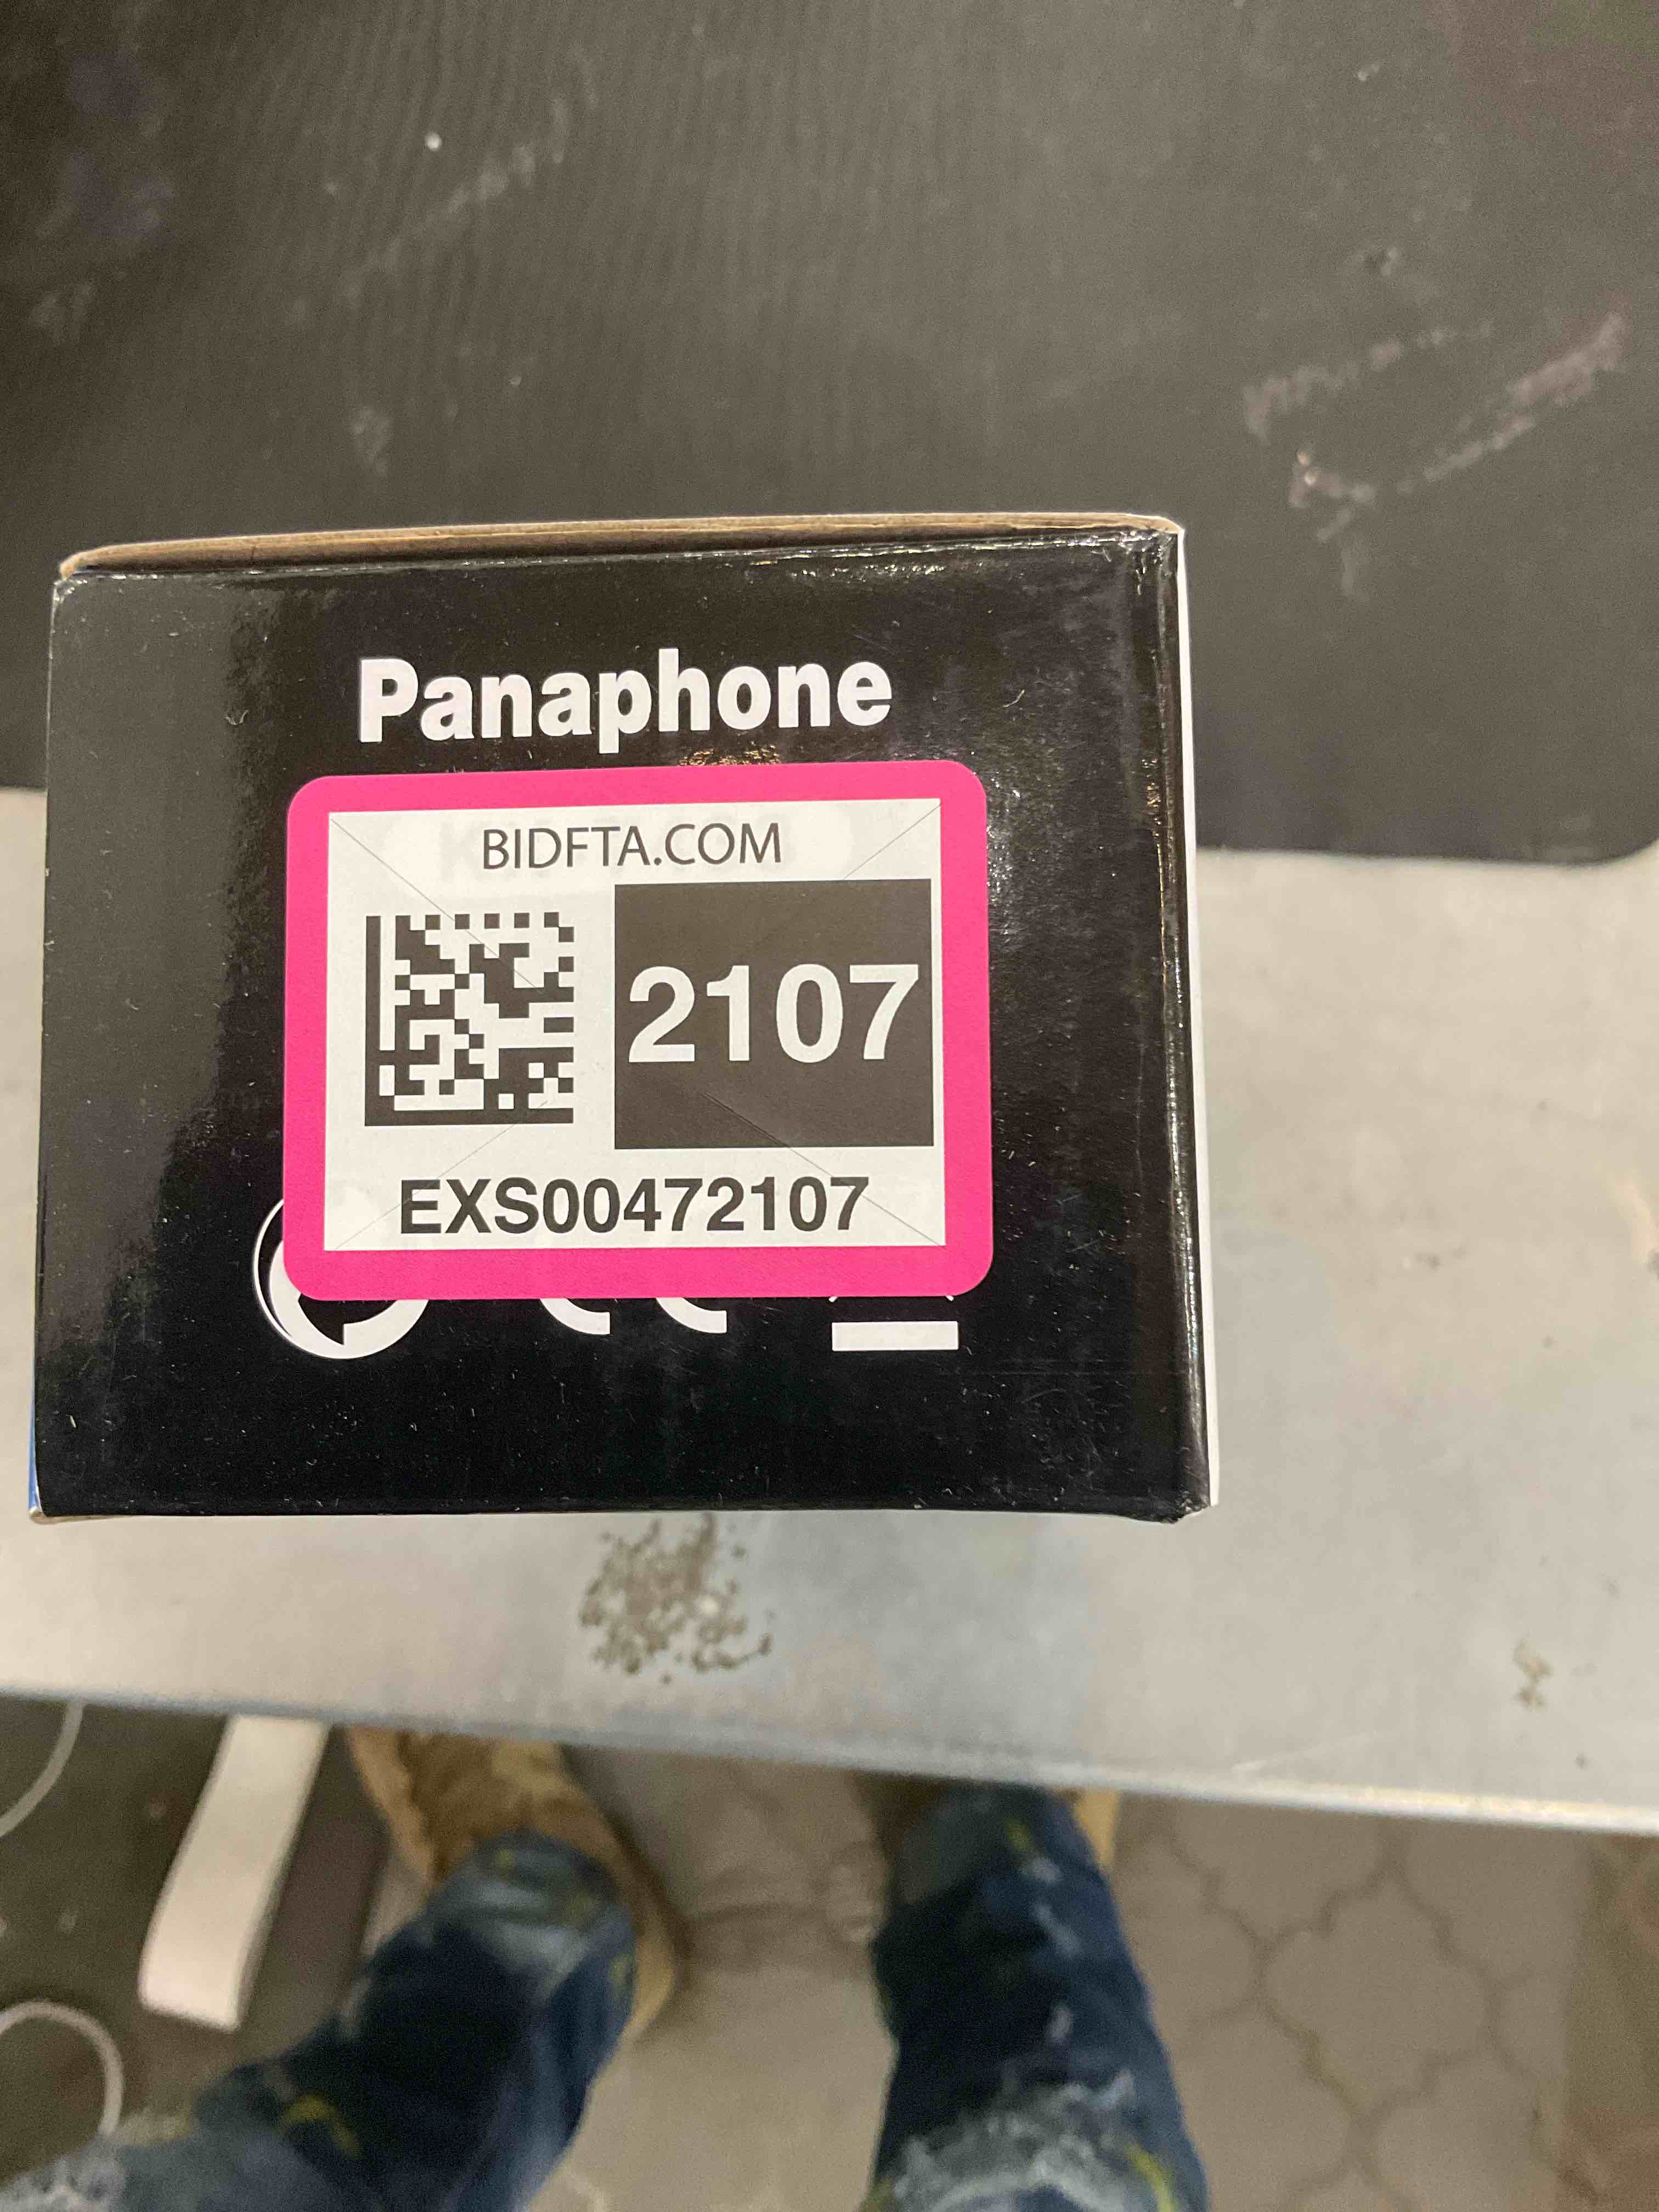 Panaphone
BIDFTA.COM
2107
EXS00472107